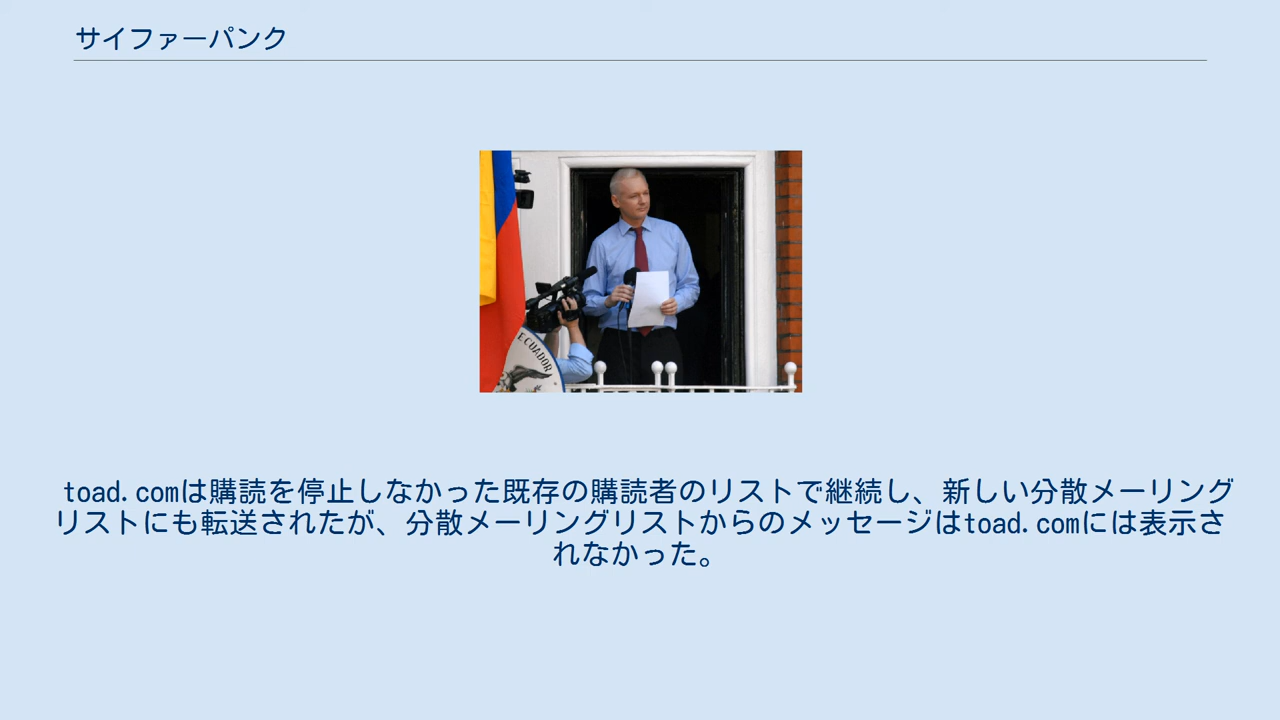 サイファーパンク
ECUADOR
toad.comは購読を停止しなかった既存の購読者のリストで継続し、新しい分散メーリング
リストにも転送されたが、分散メーリングリストからのメッセージはtoad.comには表示さ
れなかった。